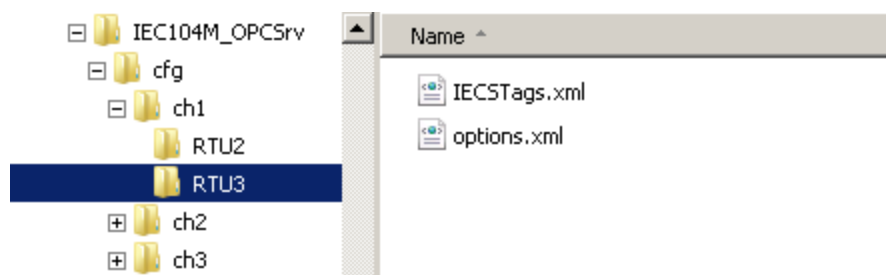 IEC104M_OPCSrv
cfg
ch1
RTU2
RTU3
ch2
ch3
Name
IECSTags.xml
options.xml